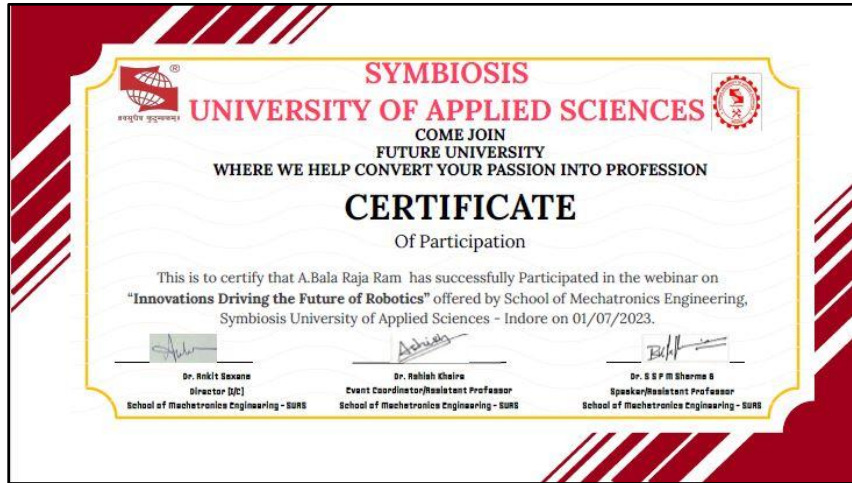 ®
SYMBIOSIS
UNIVERSITY OF APPLIED SCIENCES
वसुधैव कुटुम्बकम्
COME JOIN
FUTURE UNIVERSITY
WHERE WE HELP CONVERT YOUR PASSION INTO PROFESSION
CERTIFICATE
Of Participation
This is to certify that A.Bala Raja Ram has successfully Participated in the webinar on
“Innovations Driving the Future of Robotics” offered by School of Mechatronics Engineering,
Symbiosis University of Applied Sciences - Indore on 01/07/2023.
Ashish
Dr. Ankit Saxena
Director (I/C)
School of Mechatronics Engineering - SUAS
Dr. Ashish Khaira
Event Coordinator/Assistant Professor
School of Mechatronics Engineering - SUAS
Dr. S S P M Sharma B
Speaker/Assistant Professor
School of Mechatronics Engineering - SUAS